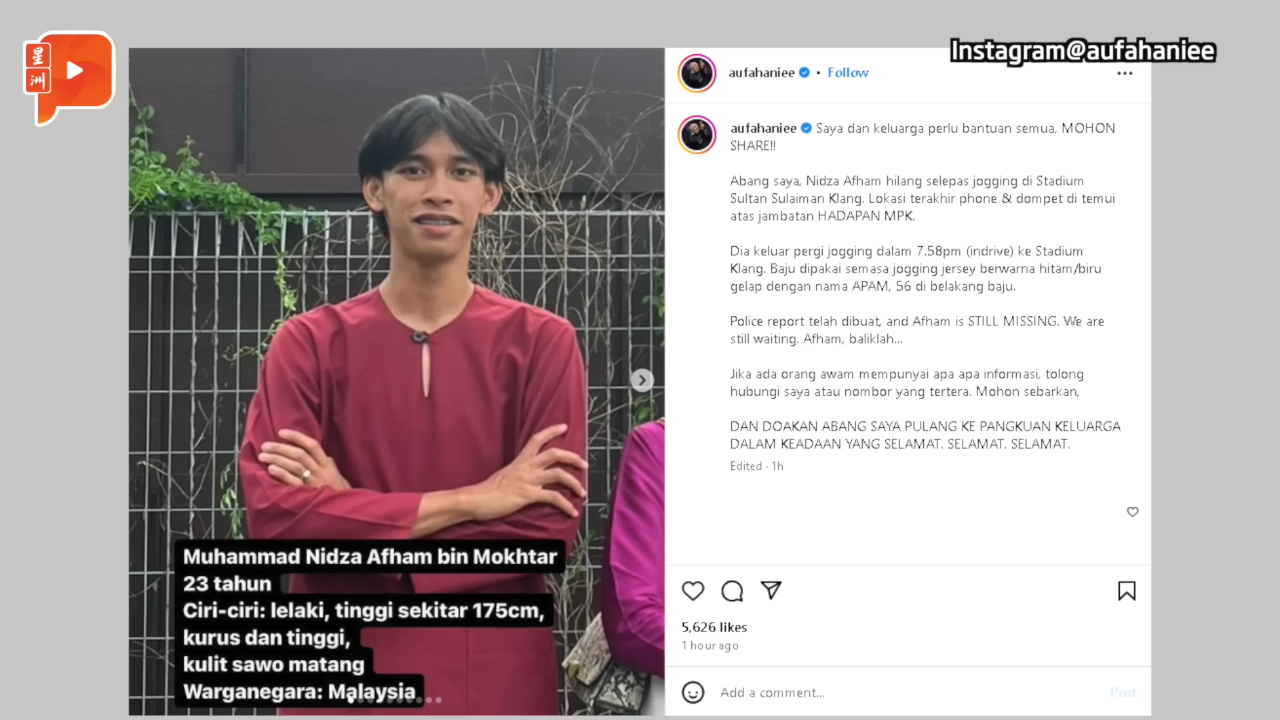 星
洲
Instagram@aufahaniee
aufahaniee • Follow
aufahaniee Saya dan keluarga perlu bantuan semua, MOHON
SHARE!!
Abang saya, Nidza Afham hilang selepas jogging di Stadium
Sultan Sulaiman Klang. Lokasi terakhir phone & dompet di temui
atas jambatan HADAPAN MPK.
Dia keluar pergi jogging dalam 7.58pm (indrive) ke Stadium
Klang. Baju dipakai semasa jogging jersey berwarna hitam/biru
gelap dengan nama APAM, 56 di belakang baju.
Police report telah dibuat, and Afham is STILL MISSING. We are
still waiting. Afham, baliklah...
Jika ada orang awam mempunyai apa apa informasi, tolong
hubungi saya atau nombor yang tertera. Mohon sebarkan,
DAN DOAKAN ABANG SAYA PULANG KE PANGKUAN KELUARGA
DALAM KEADAAN YANG SELAMAT. SELAMAT. SELAMAT.
Edited · 1h
5,626 likes
1 hour ago
Add a comment...
Post
Muhammad Nidza Afham bin Mokhtar
23 tahun
Ciri-ciri: lelaki, tinggi sekitar 175cm,
kurus dan tinggi,
kulit sawo matang
Warganegara: Malaysia